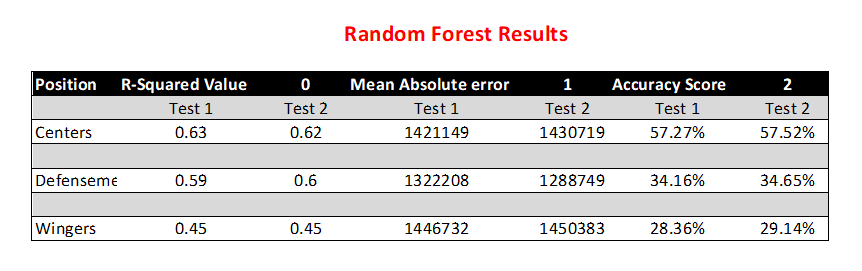 Random Forest Results
Position R-Squared Value 0 Mean Absolute error 1 Accuracy Score 2
Test 1 Test 2 Test 1 Test 2 Test 1 Test 2
Centers 0.63 0.62 1421149 1430719 57.27% 57.52%
Defenseme 0.59 0.6 1322208 1288749 34.16% 34.65%
Wingers 0.45 0.45 1446732 1450383 28.36% 29.14%